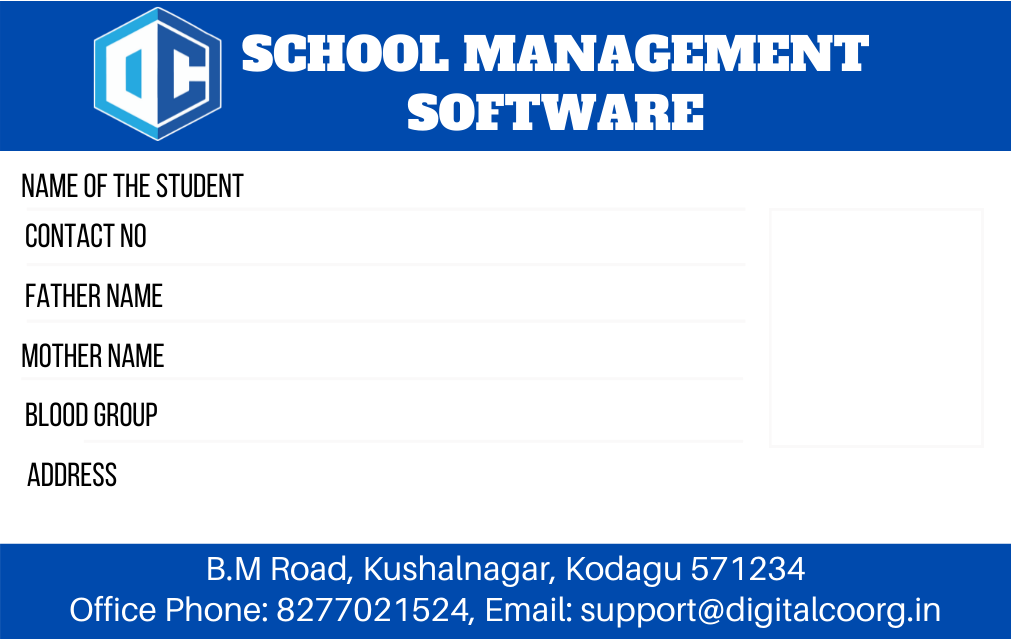 DC
SCHOOL MANAGEMENT
SOFTWARE
NAME OF THE STUDENT
CONTACT NO
FATHER NAME
MOTHER NAME
BLOOD GROUP
ADDRESS
B.M Road, Kushalnagar, Kodagu 571234
Office Phone: 8277021524, Email: support@digitalcoorg.in